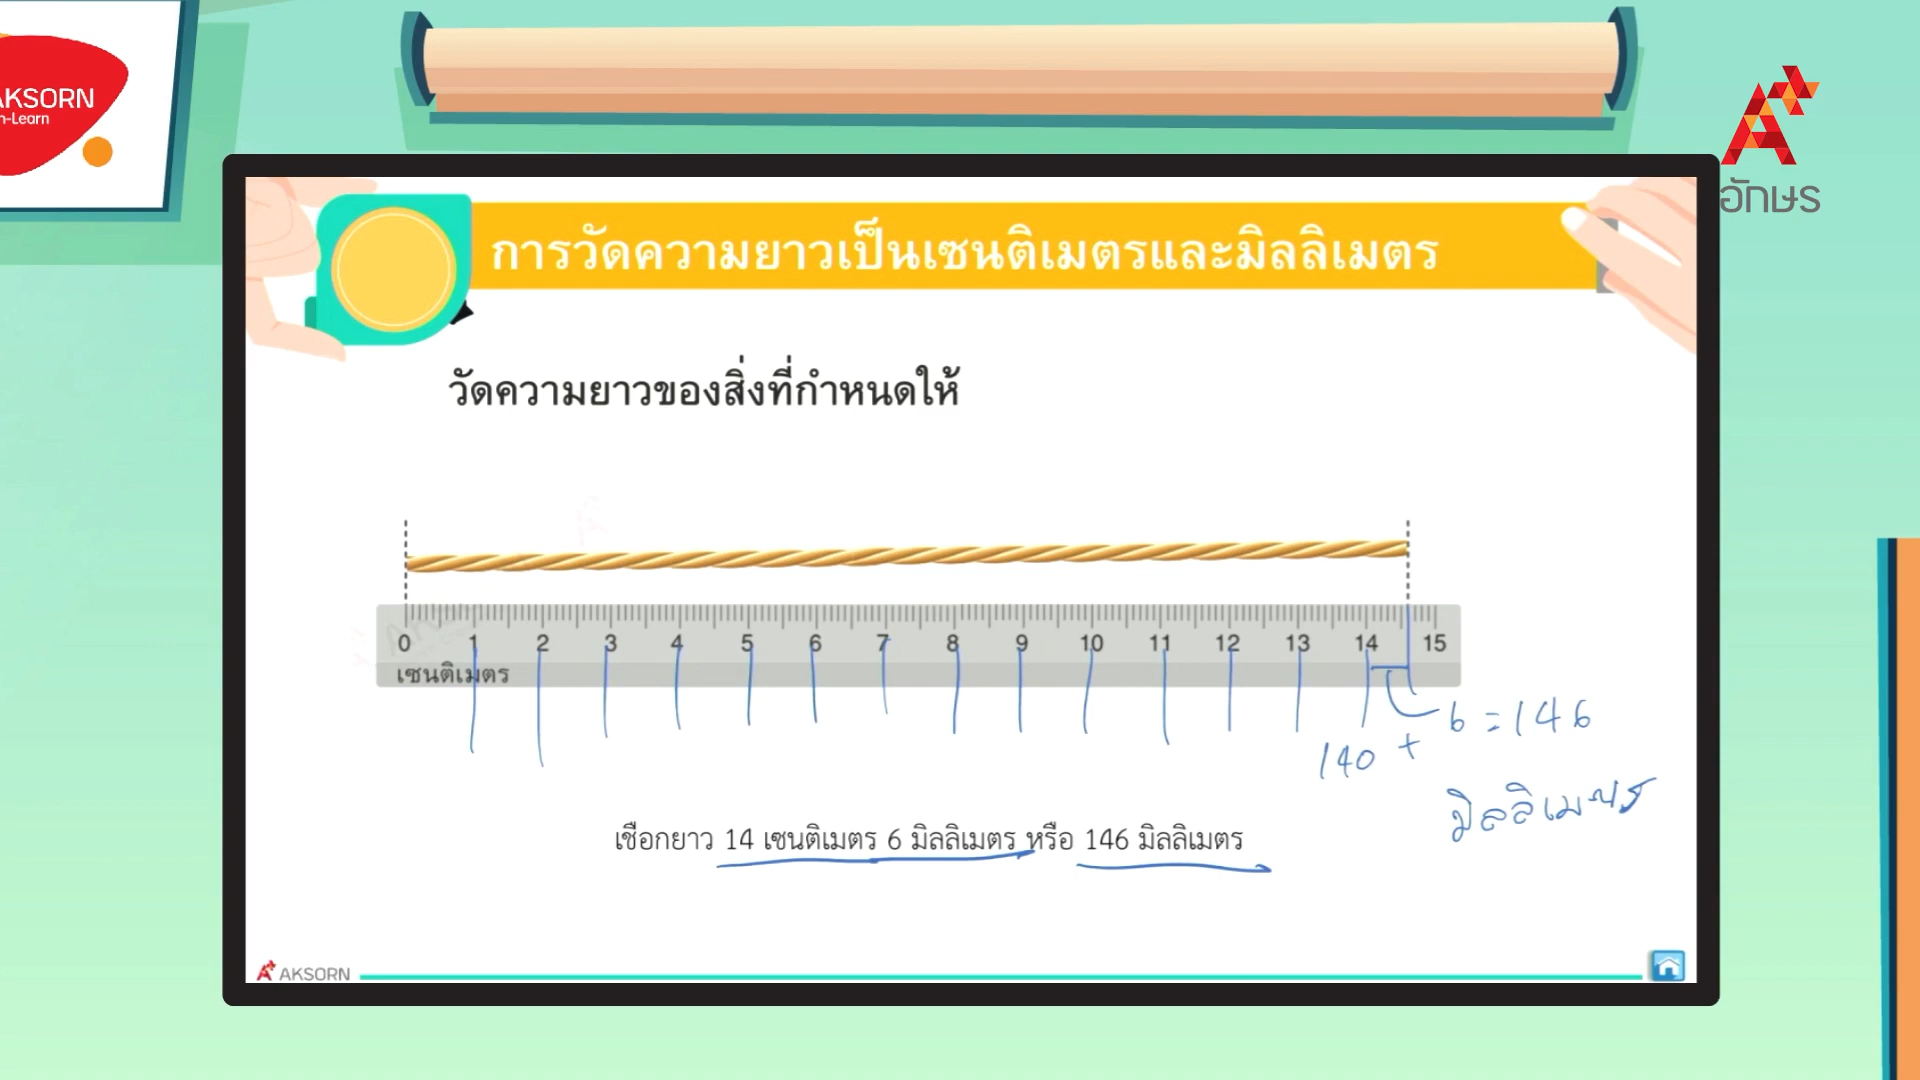 AKSORN
n-Learn
อักษร
การวัดความยาวเป็นเซนติเมตรและมิลลิเมตร
วัดความยาวของสิ่งที่กำหนดให้
0 1 2 3 4 5 6 7 8 9 10 11 12 13 14 15
เซนติเมตร
140 + 6 = 146
มิลลิเมตร
เชือกยาว 14 เซนติเมตร 6 มิลลิเมตร หรือ 146 มิลลิเมตร
AKSORN